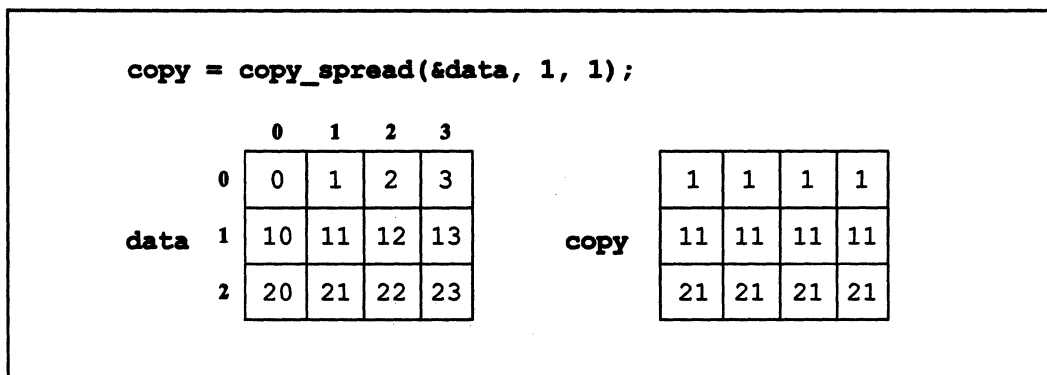 copy = copy_spread(&data, 1, 1);
0 1 2 3
0 0 1 2 3 1 1 1 1
data 1 10 11 12 13 copy 11 11 11 11
2 20 21 22 23 21 21 21 21